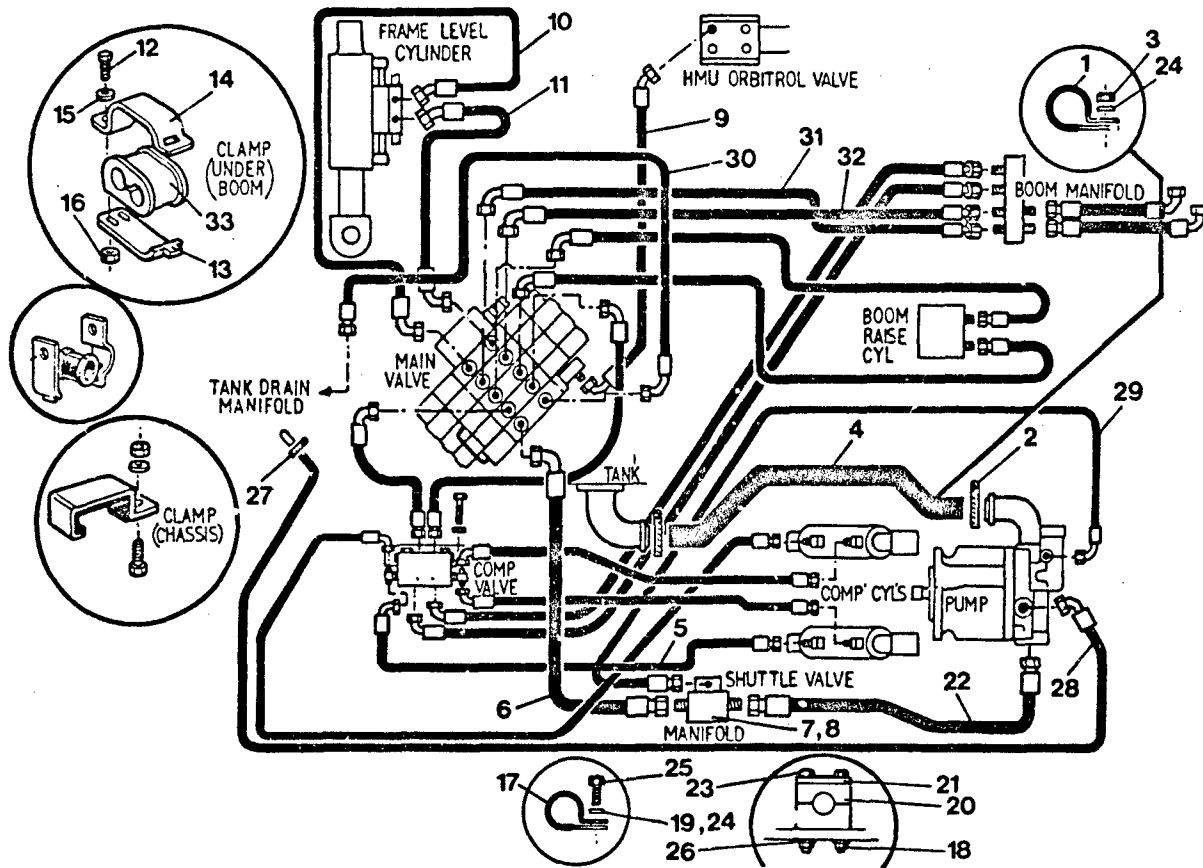 10
12
FRAME LEVEL
CYLINDER
3
14
1
24
HMU ORBITROL VALVE
15
11
9
CLAMP
(UNDER
BOOM)
30
31
32
BOOM MANIFOLD
16
33
13
BOOM
RAISE
CYL
MAIN
VALVE
TANK DRAIN
MANIFOLD
29
4
2
27
TANK
CLAMP
(CHASSIS)
COMP
VALVE
COMP' CYL'S
PUMP
5
28
6
SHUTTLE VALVE
22
MANIFOLD
7,8
17
25
23
21
20
19,24
26
18